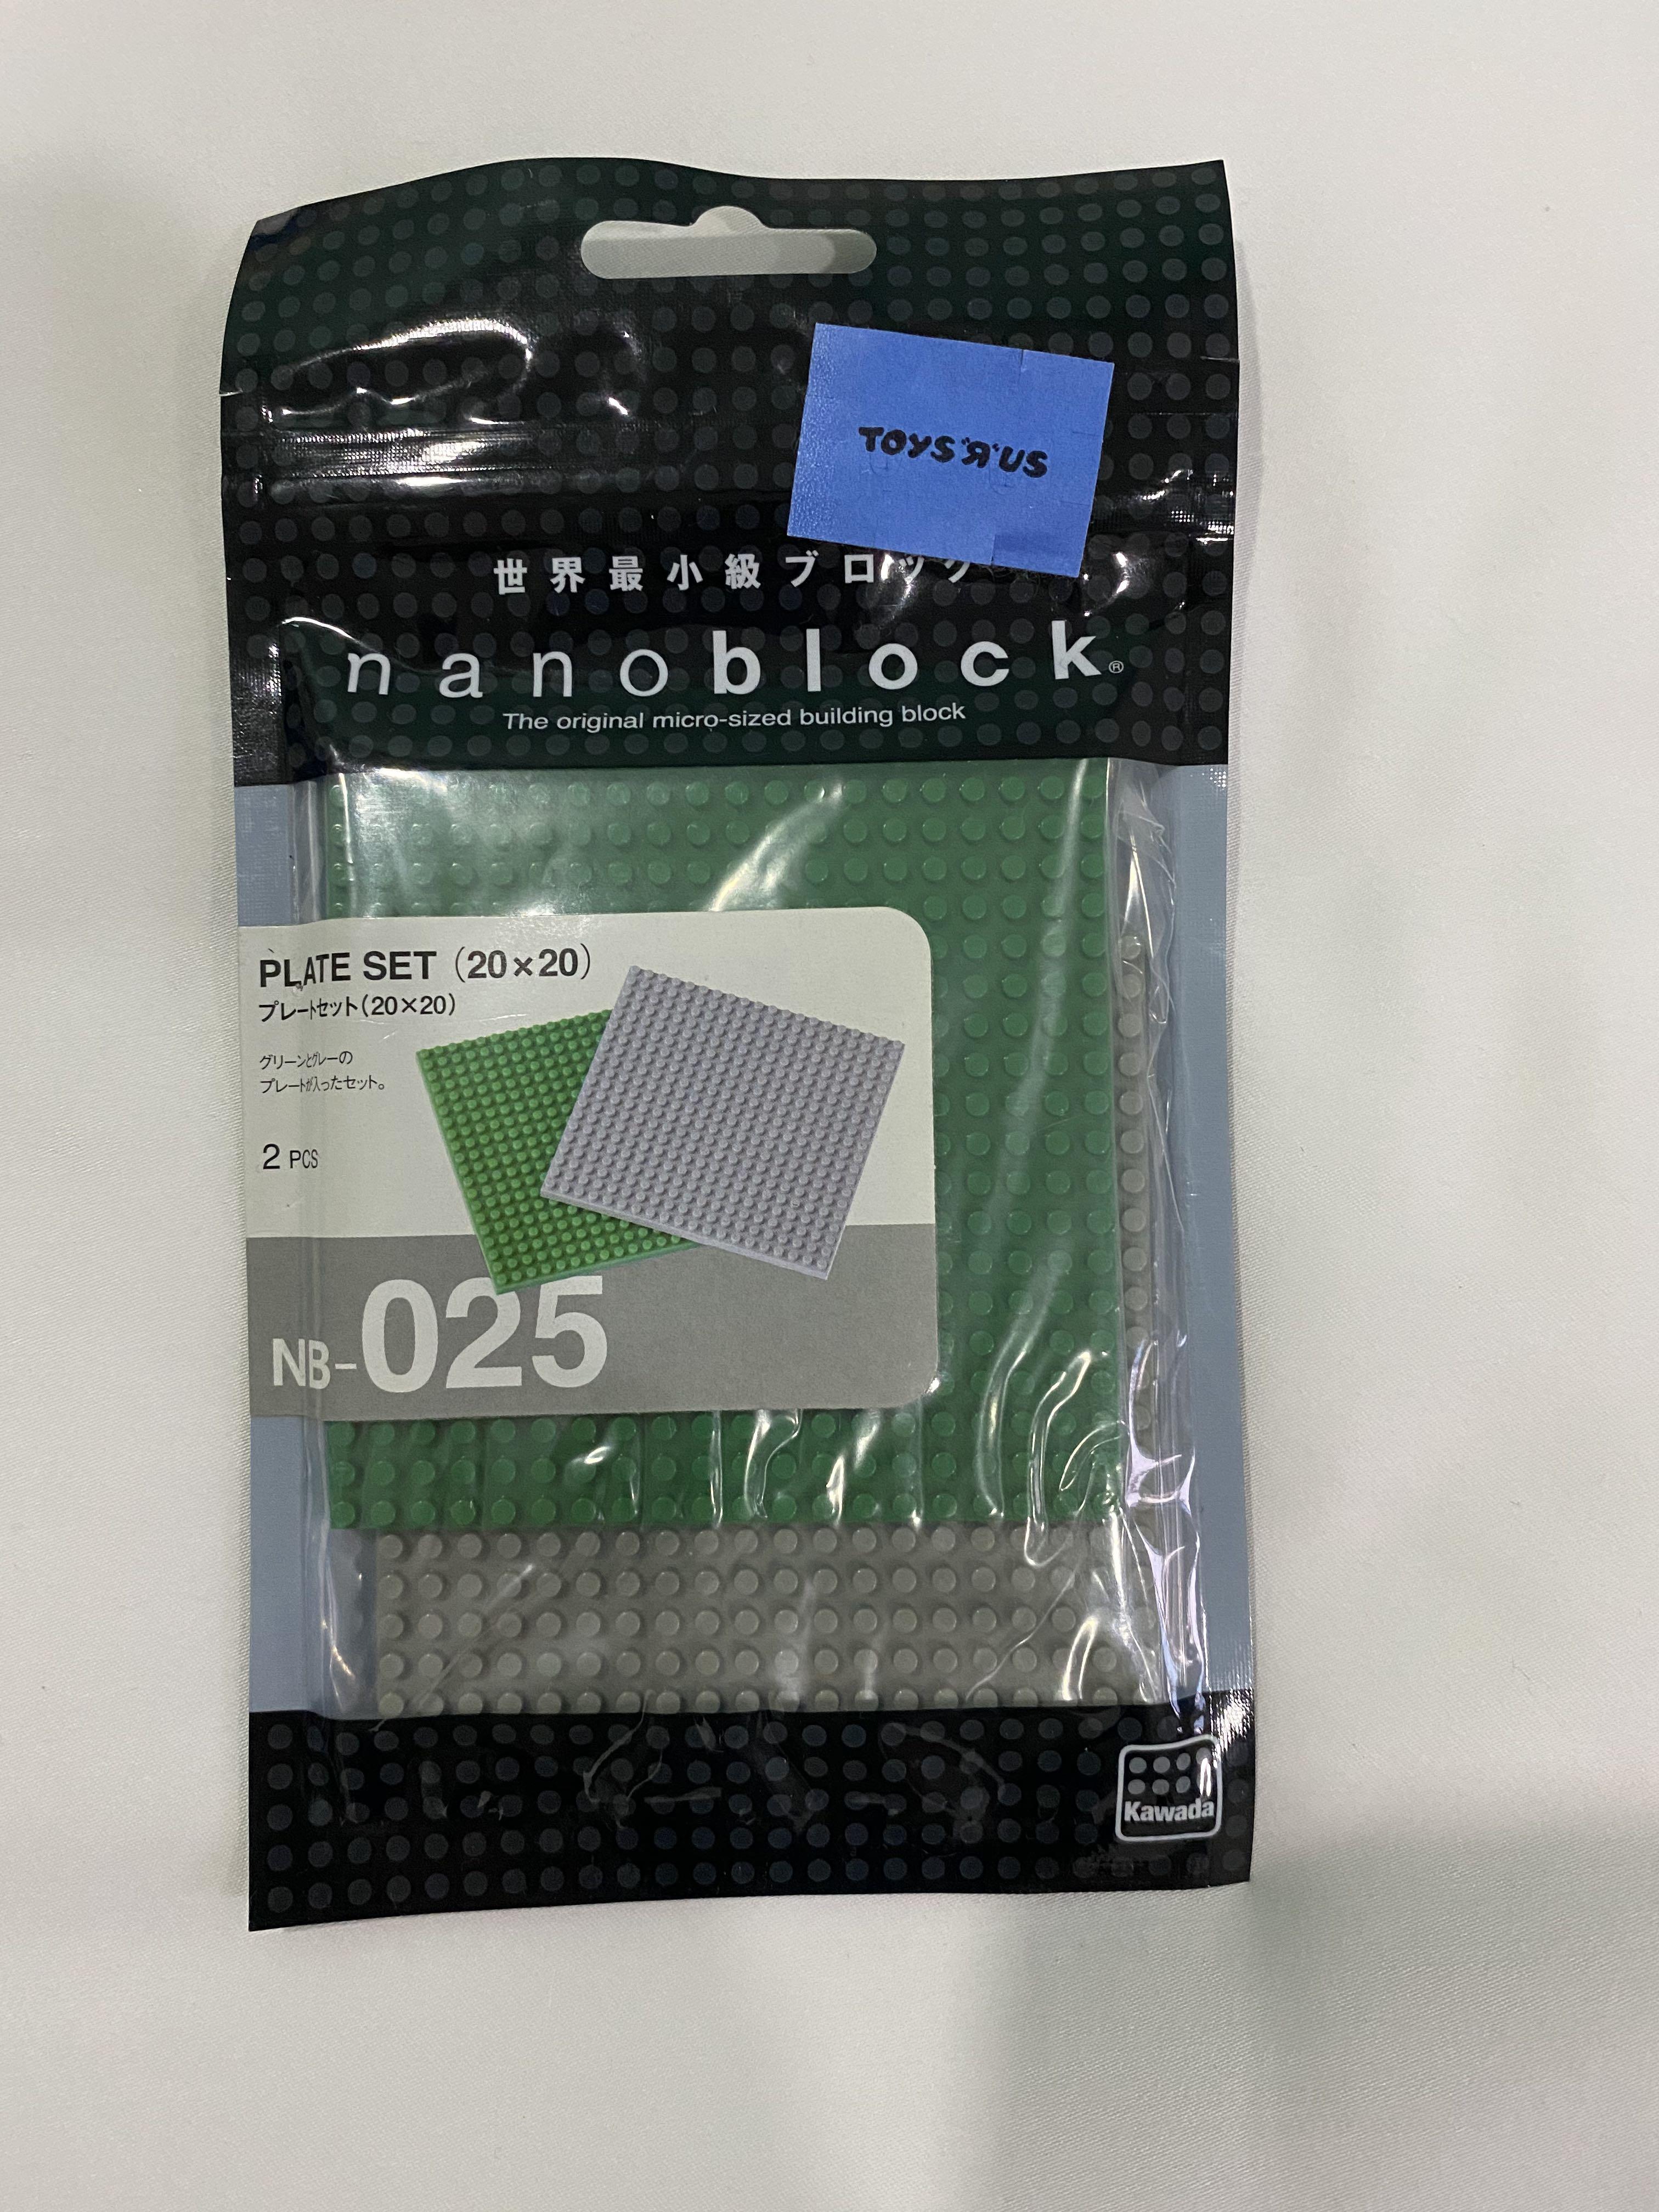 TOYS"R"US
世界最小級ブロック
nanoblock®
The original micro-sized building block
PLATE SET (20×20)
プレートセット(20×20)
グリーンとグレーの
プレートが入ったセット。
2 PCS
NB-025
Kawada